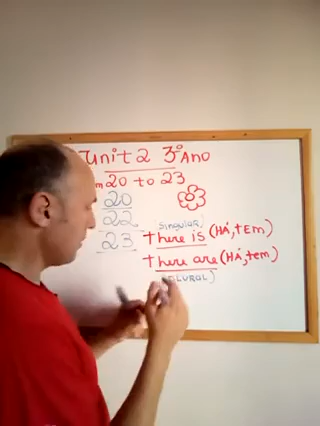 unit 2 3º Ano
m 20 to 23
20
22
23
(singular)
there is (HÁ, tEm)
there are (HÁ, tem)
(PLURAL)